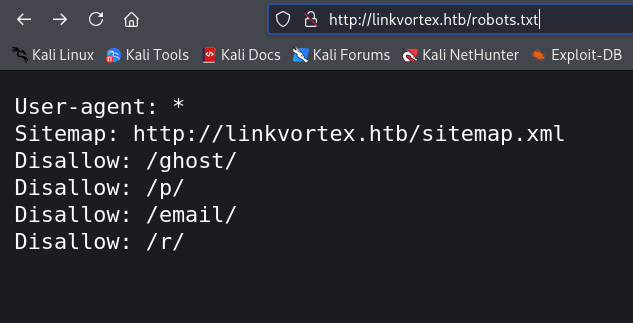 http://linkvortex.htb/robots.txt
Kali Linux Kali Tools Kali Docs Kali Forums Kali NetHunter Exploit-DB
User-agent: *
Sitemap: http://linkvortex.htb/sitemap.xml
Disallow: /ghost/
Disallow: /p/
Disallow: /email/
Disallow: /r/